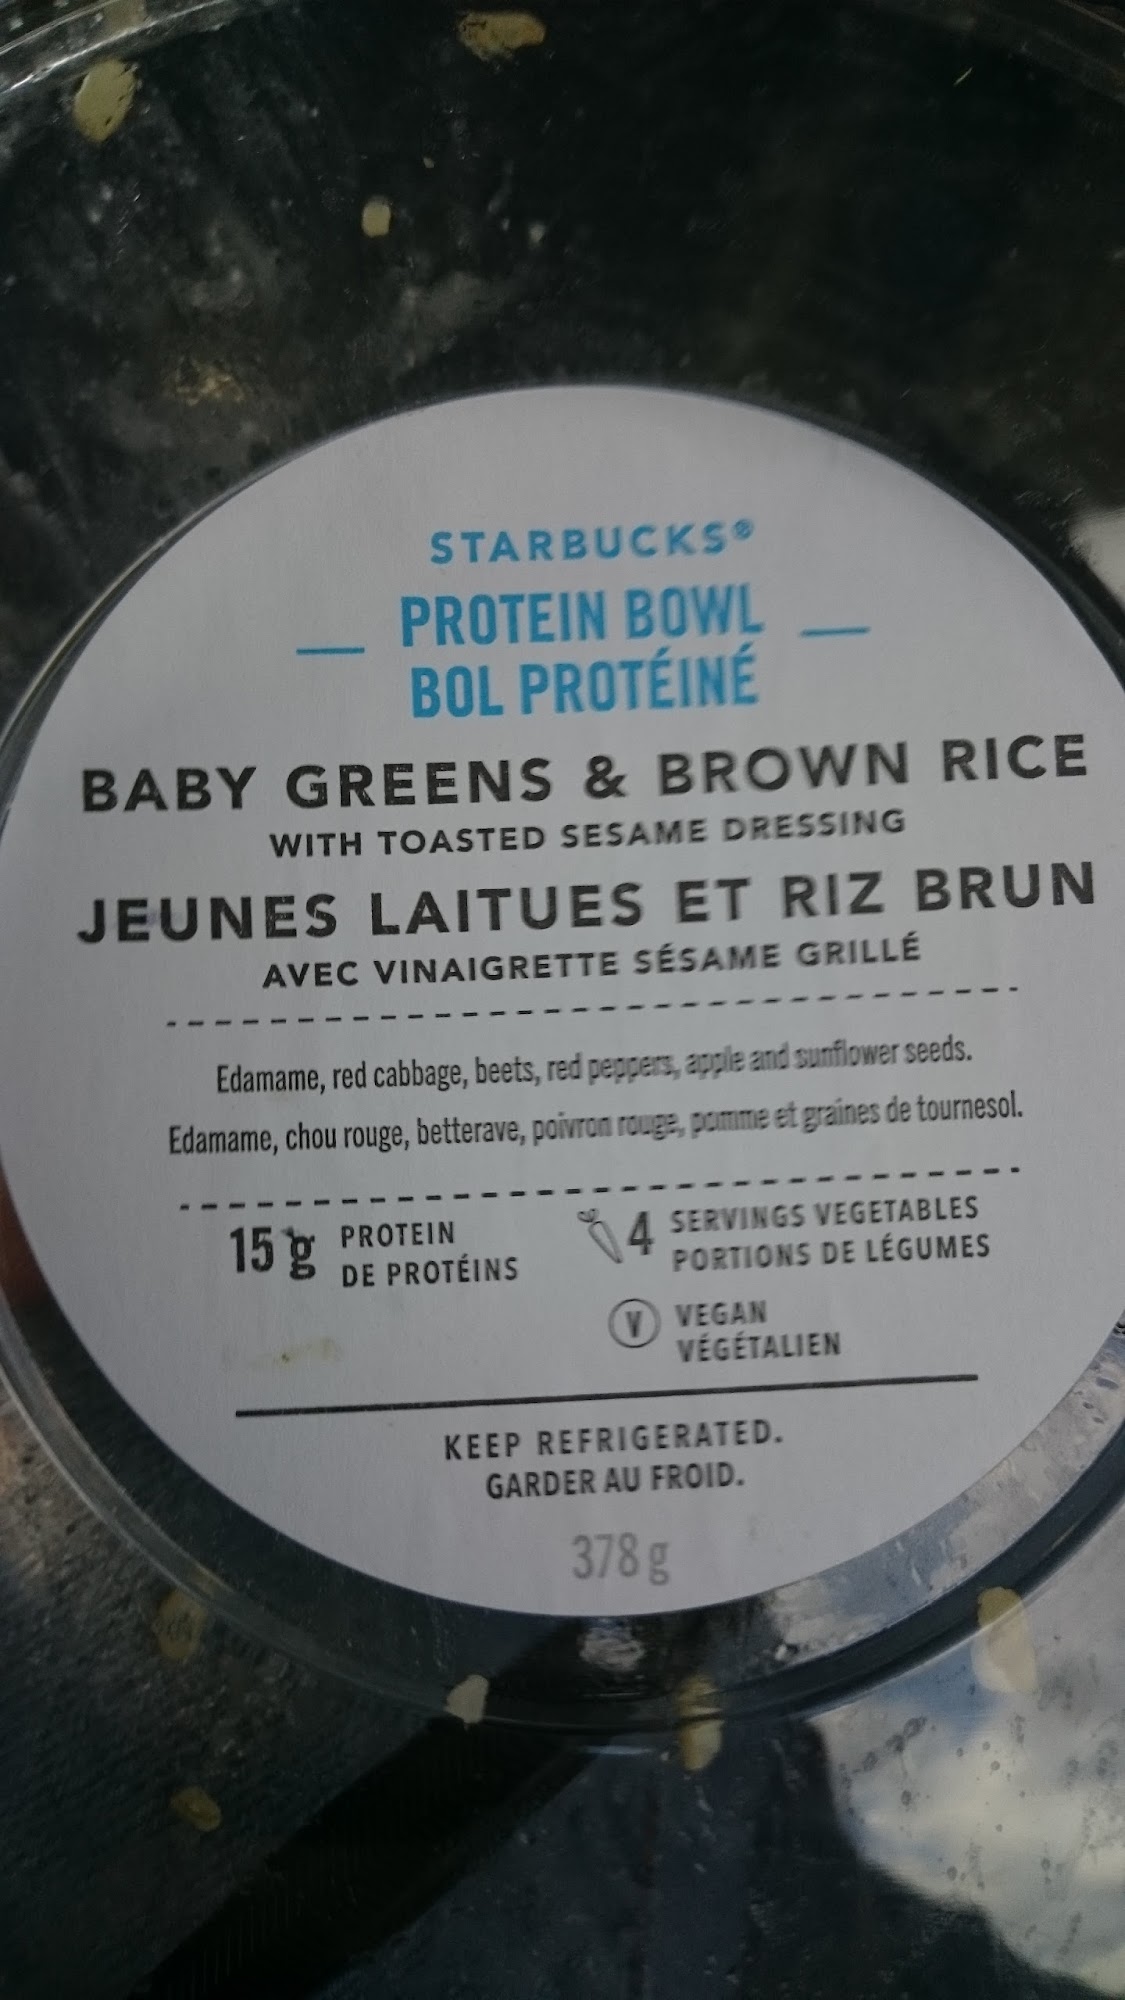 STARBUCKS®
PROTEIN BOWL
BOL PROTÉINÉ
BABY GREENS & BROWN RICE
WITH TOASTED SESAME DRESSING
JEUNES LAITUES ET RIZ BRUN
AVEC VINAIGRETTE SÉSAME GRILLÉ
Edamame, red cabbage, beets, red peppers, apple and sunflower seeds.
Edamame, chou rouge, betterave, poivron rouge, pomme et graines de tournesol.
15 g PROTEIN
DE PROTÉINS
4 SERVINGS VEGETABLES
PORTIONS DE LÉGUMES
V VEGAN
VÉGÉTALIEN
KEEP REFRIGERATED.
GARDER AU FROID.
378 g